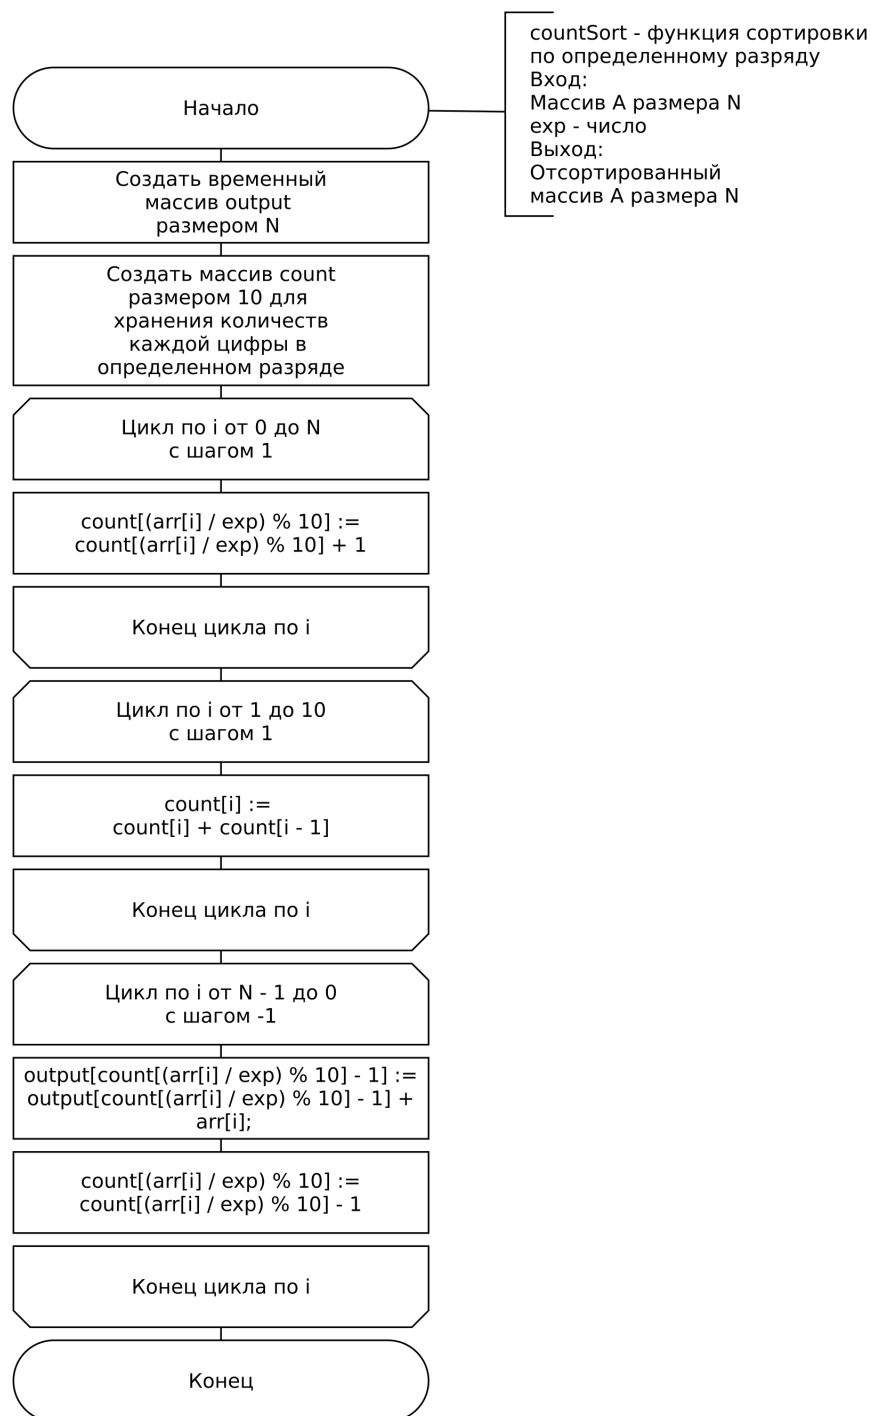 countSort - функция сортировки
по определенному разряду
Вход:
Массив A размера N
exp - число
Выход:
Отсортированный
массив A размера N
Начало
Создать временный
массив output
размером N
Создать массив count
размером 10 для
хранения количеств
каждой цифры в
определенном разряде
Цикл по i от 0 до N
с шагом 1
count[(arr[i] / exp) % 10] :=
count[(arr[i] / exp) % 10] + 1
Конец цикла по i
Цикл по i от 1 до 10
с шагом 1
count[i] :=
count[i] + count[i - 1]
Конец цикла по i
Цикл по i от N - 1 до 0
с шагом -1
output[count[(arr[i] / exp) % 10] - 1] :=
output[count[(arr[i] / exp) % 10] - 1] +
arr[i];
count[(arr[i] / exp) % 10] :=
count[(arr[i] / exp) % 10] - 1
Конец цикла по i
Конец